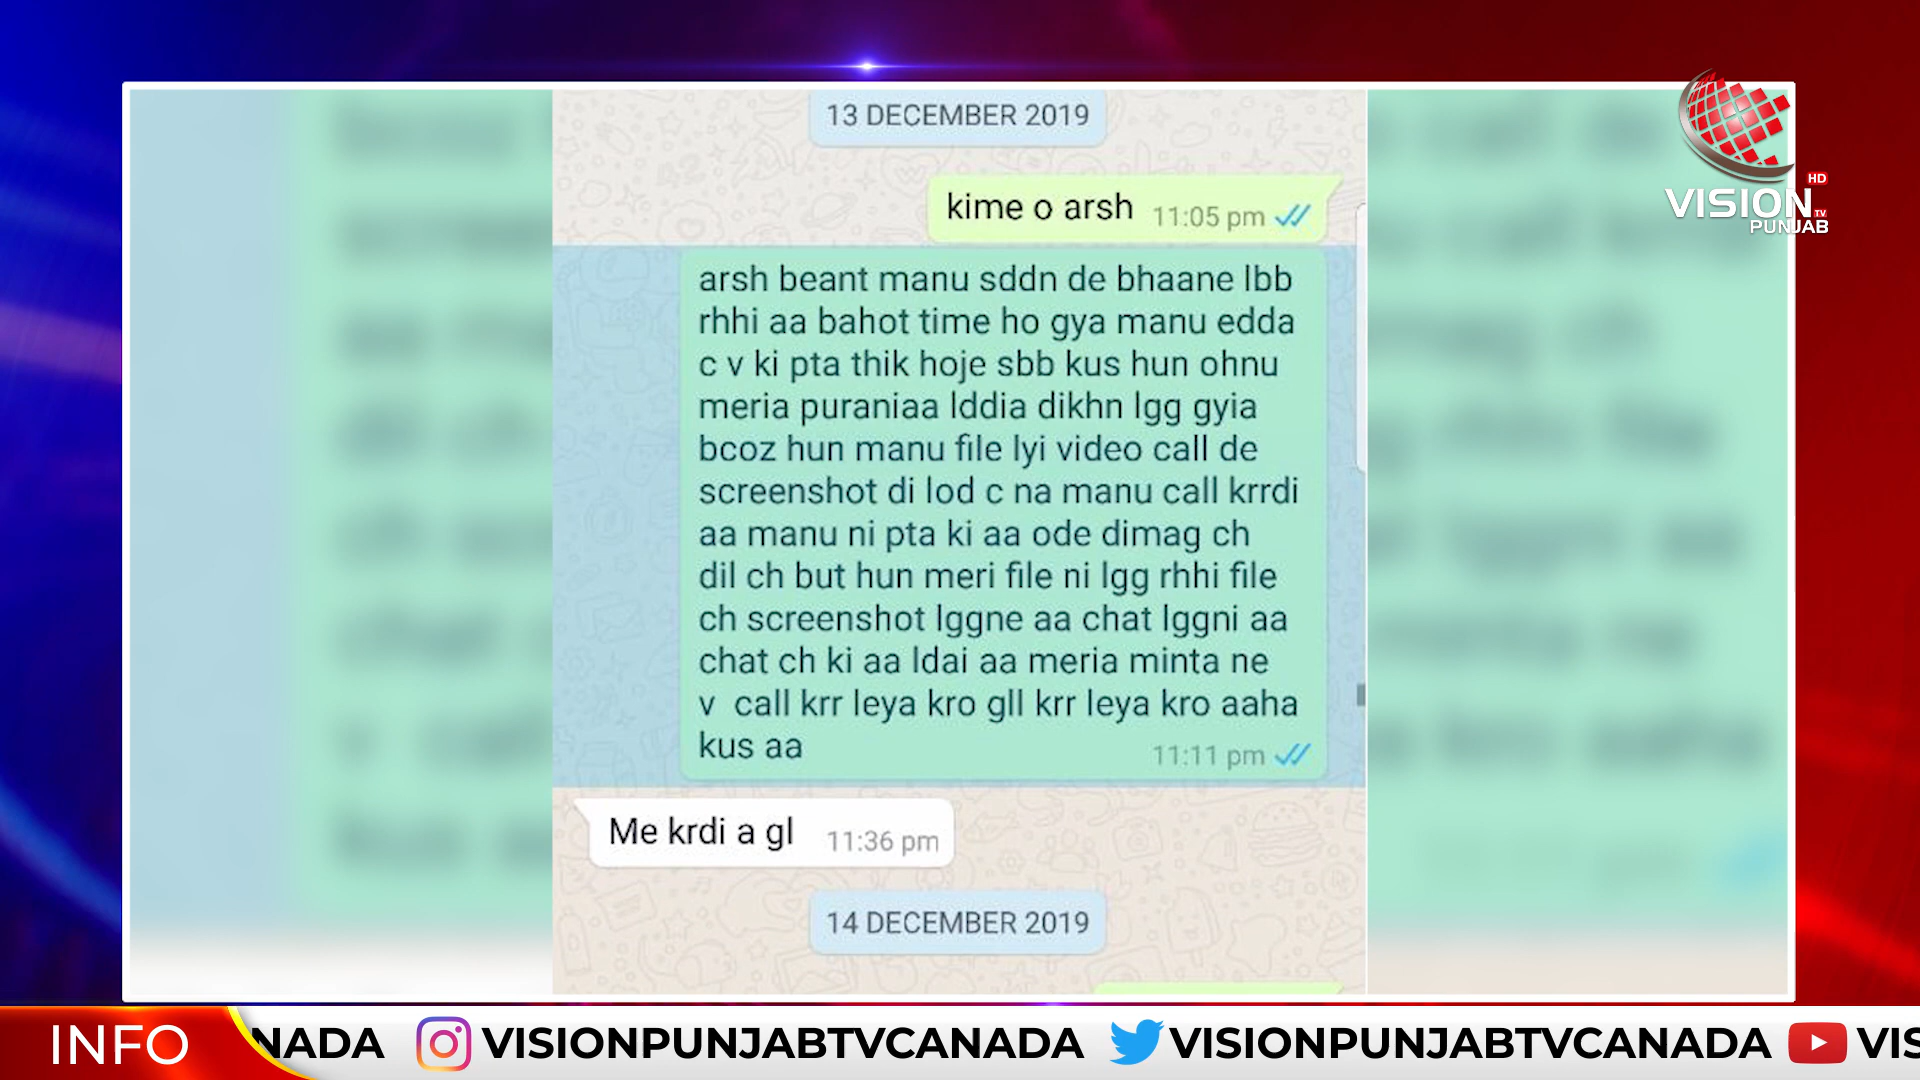 13 DECEMBER 2019
kime o arsh 11:05 pm
arsh beant manu sddn de bhaane lbb
rhhi aa bahot time ho gya manu edda
c v ki pta thik hoje sbb kus hun ohnu
meria puraniaa lddia dikhn lgg gyia
bcoz hun manu file lyi video call de
screenshot di lod c na manu call krrdi
aa manu ni pta ki aa ode dimag ch
dil ch but hun meri file ni lgg rhhi file
ch screenshot lggne aa chat lggni aa
chat ch ki aa ldai aa meria minta ne
v call krr leya kro gll krr leya kro aaha
kus aa 11:11 pm
Me krdi a gl 11:36 pm
14 DECEMBER 2019
HD
VISION
TV
PUNJAB
INFO NADA VISIONPUNJABTVCANADA VISIONPUNJABTVCANADA VIS